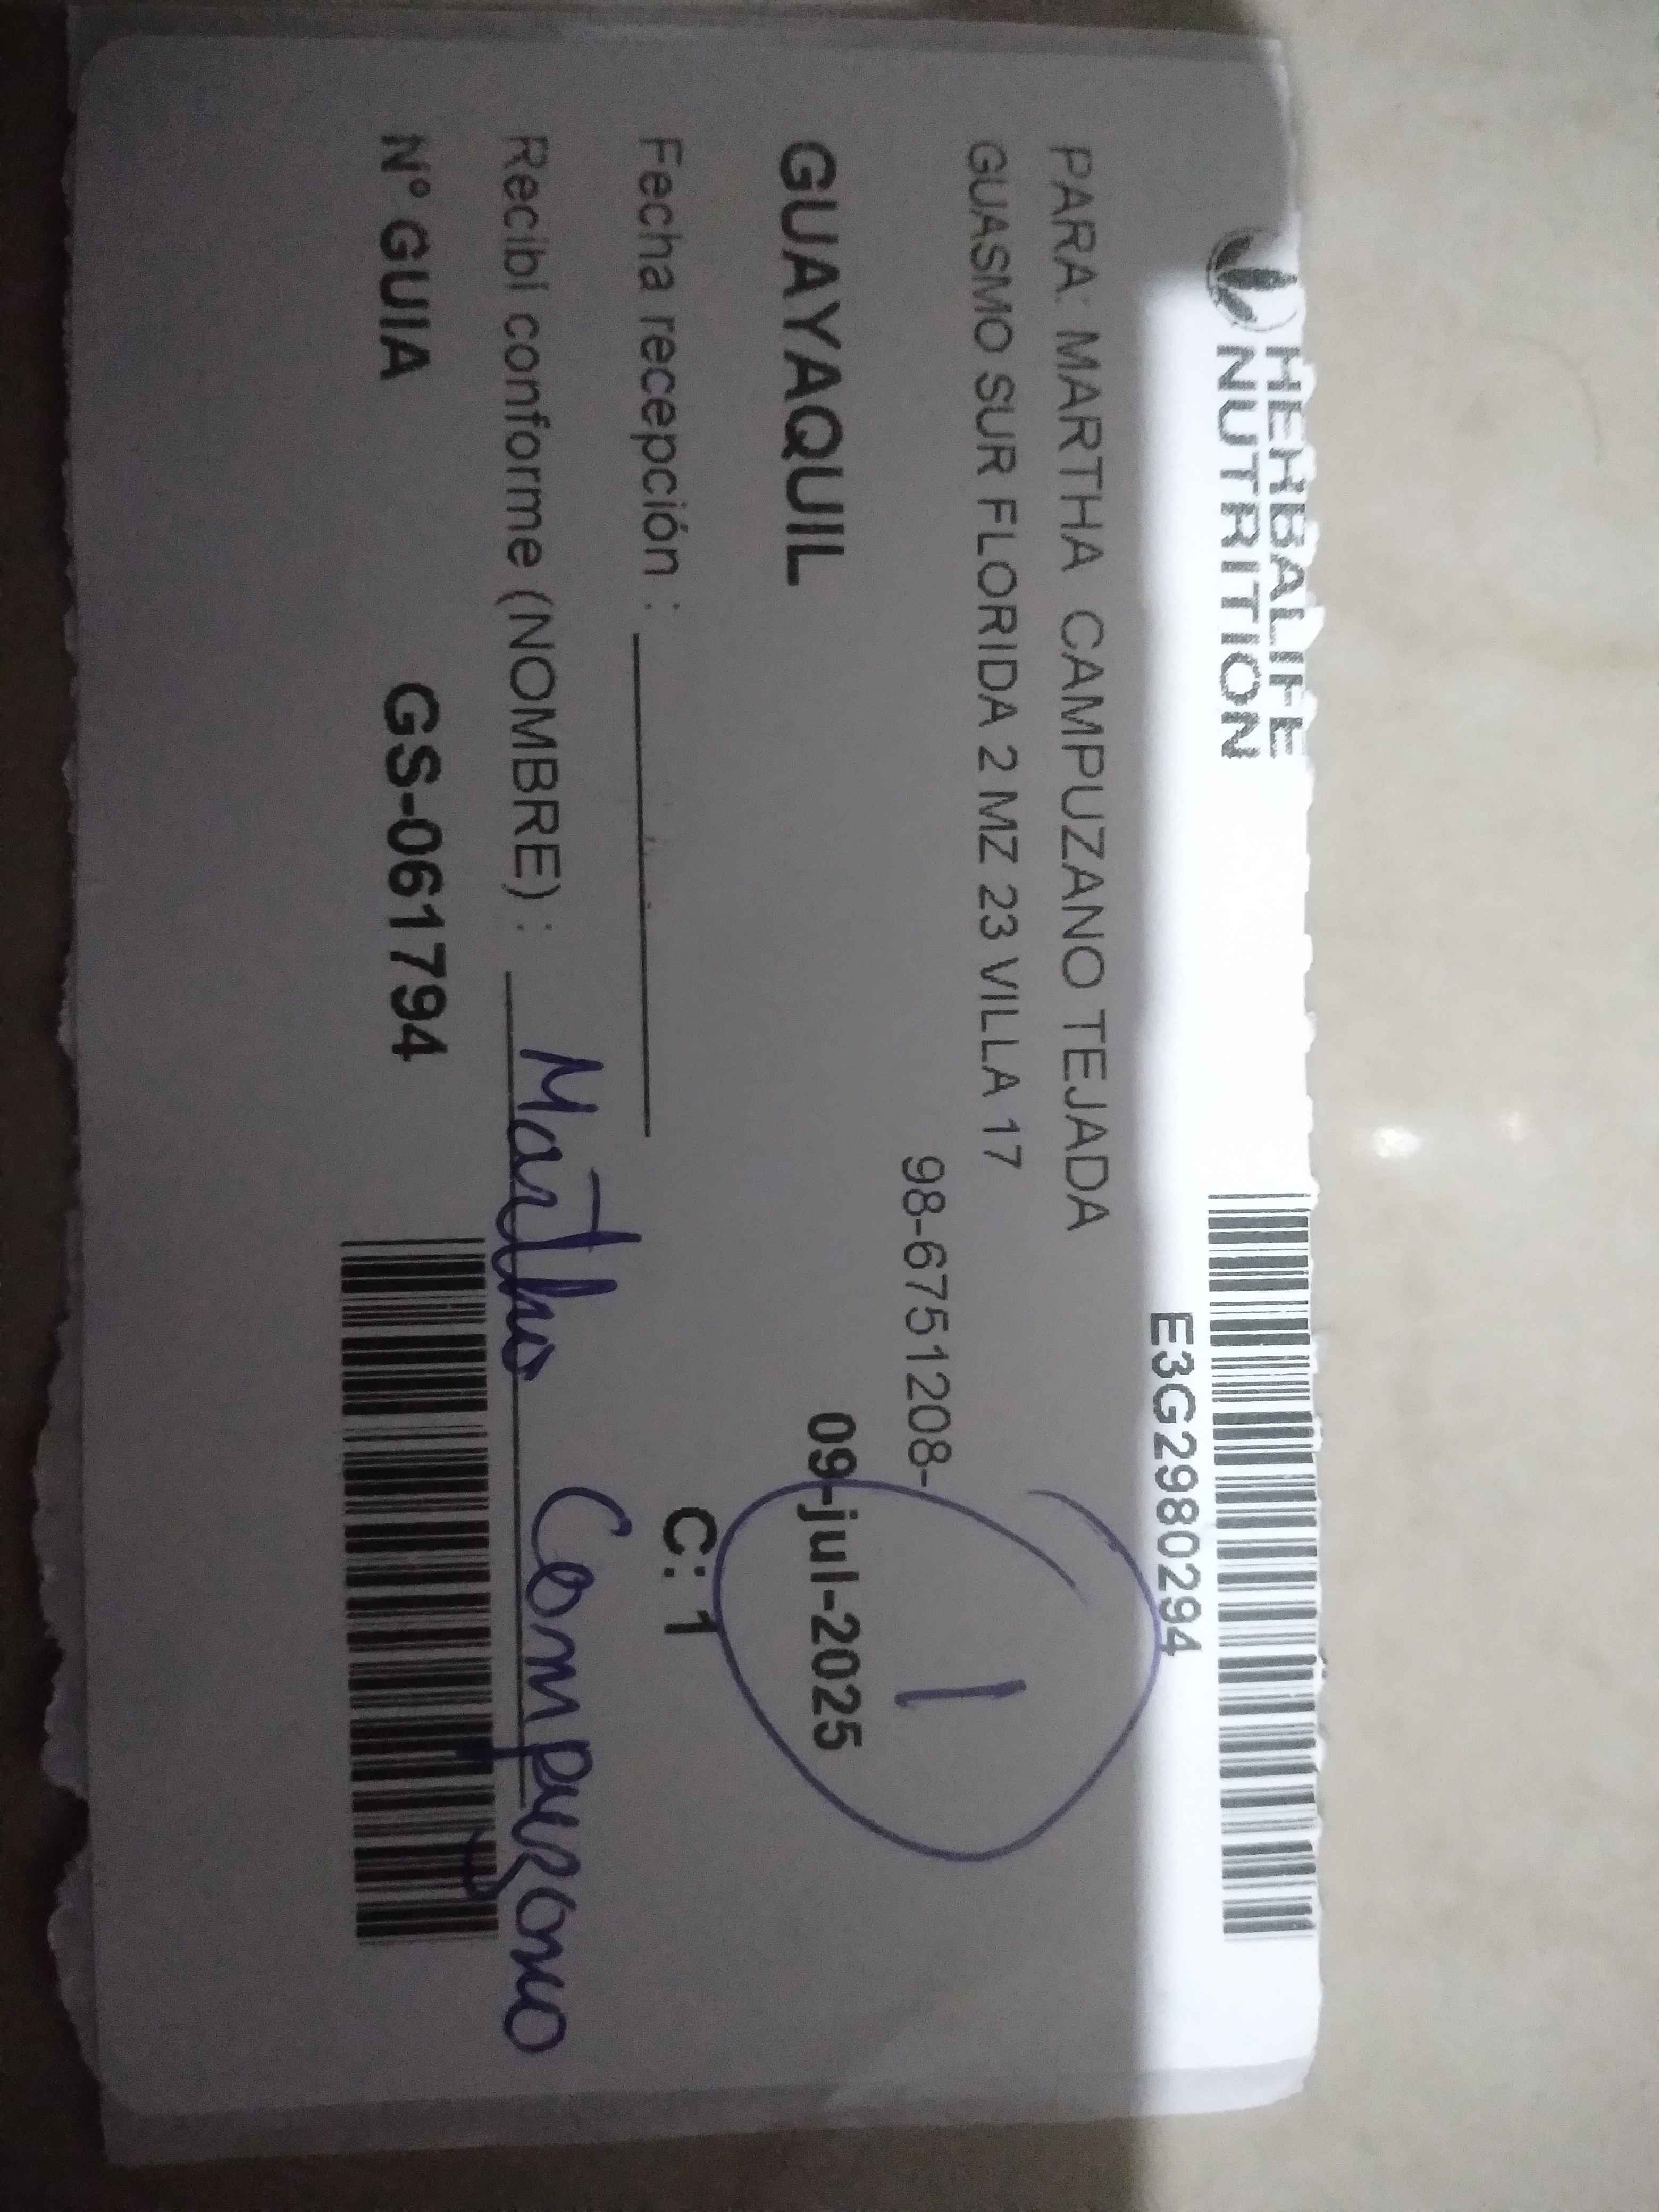 HERBALIFE
NUTRITION
E3G2980294
PARA: MARTHA CAMPUZANO TEJADA
GUASMO SUR FLORIDA 2 MZ 23 VILLA 17
98-6751208-
1
GUAYAQUIL 09-jul-2025
Fecha recepción : C: 1
Recibí conforme (NOMBRE) : Martha Campuzano
N° GUIA GS-061794